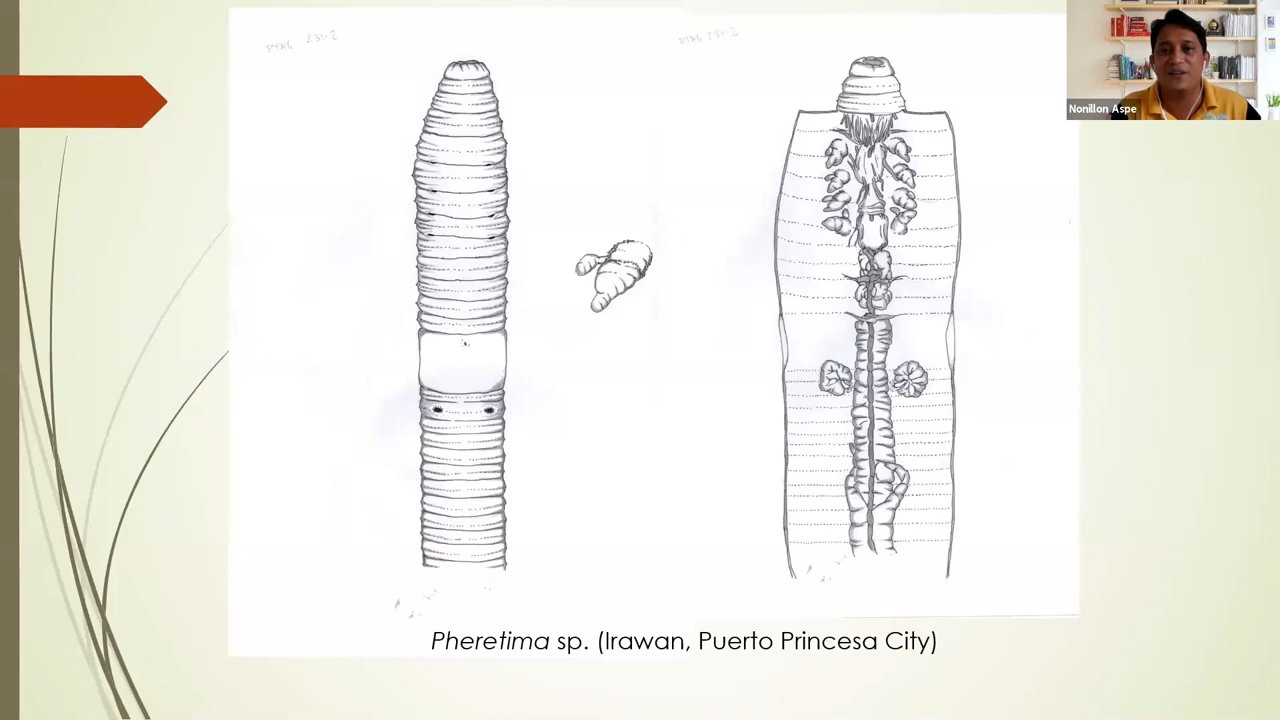 Nonillon Aspe
Pheretima sp. (Irawan, Puerto Princesa City)